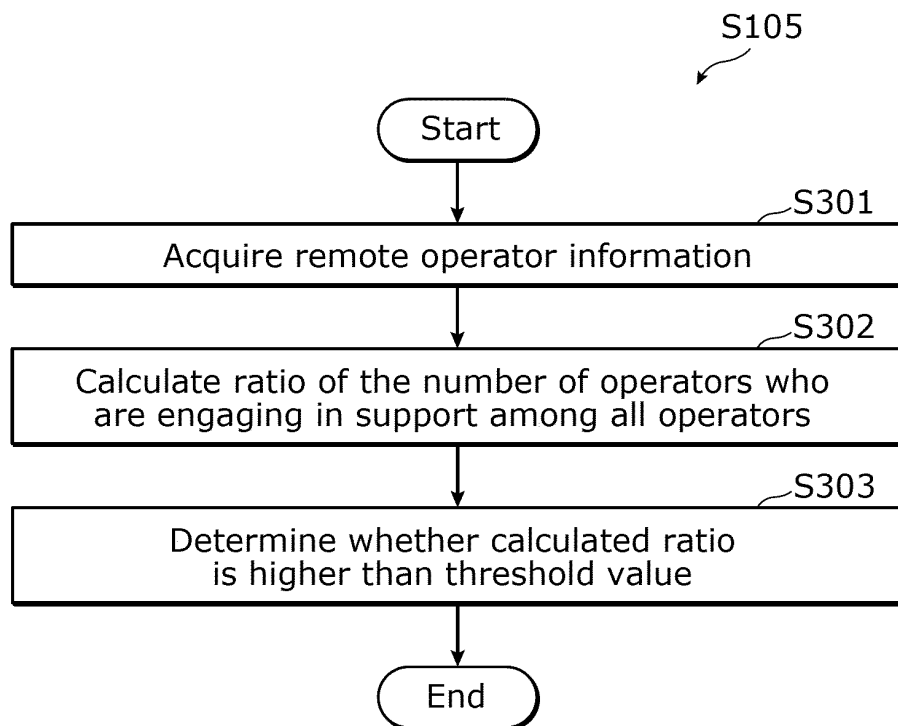 S105
Start
S301
Acquire remote operator information
S302
Calculate ratio of the number of operators who
are engaging in support among all operators
S303
Determine whether calculated ratio
is higher than threshold value
End